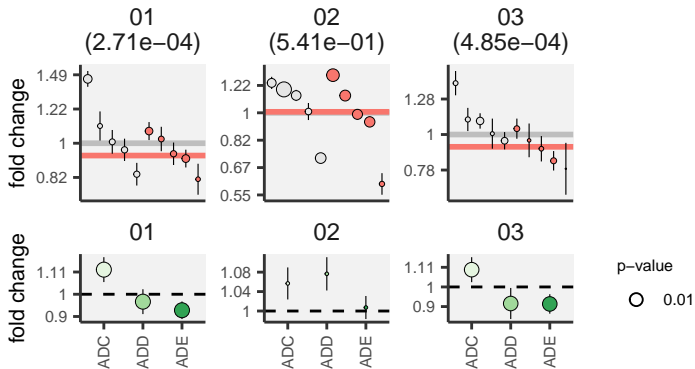 01
(2.71e−04)
02
(5.41e−01)
03
(4.85e−04)
fold change
1.49
1.22
1
0.82
1.22
1
0.82
0.67
0.55
1.28
1
0.78
01
02
03
fold change
1.11
1
0.9
1.08
1.04
1
1.11
1
0.9
p−value
0.01
ADC
ADD
ADE
ADC
ADD
ADE
ADC
ADD
ADE